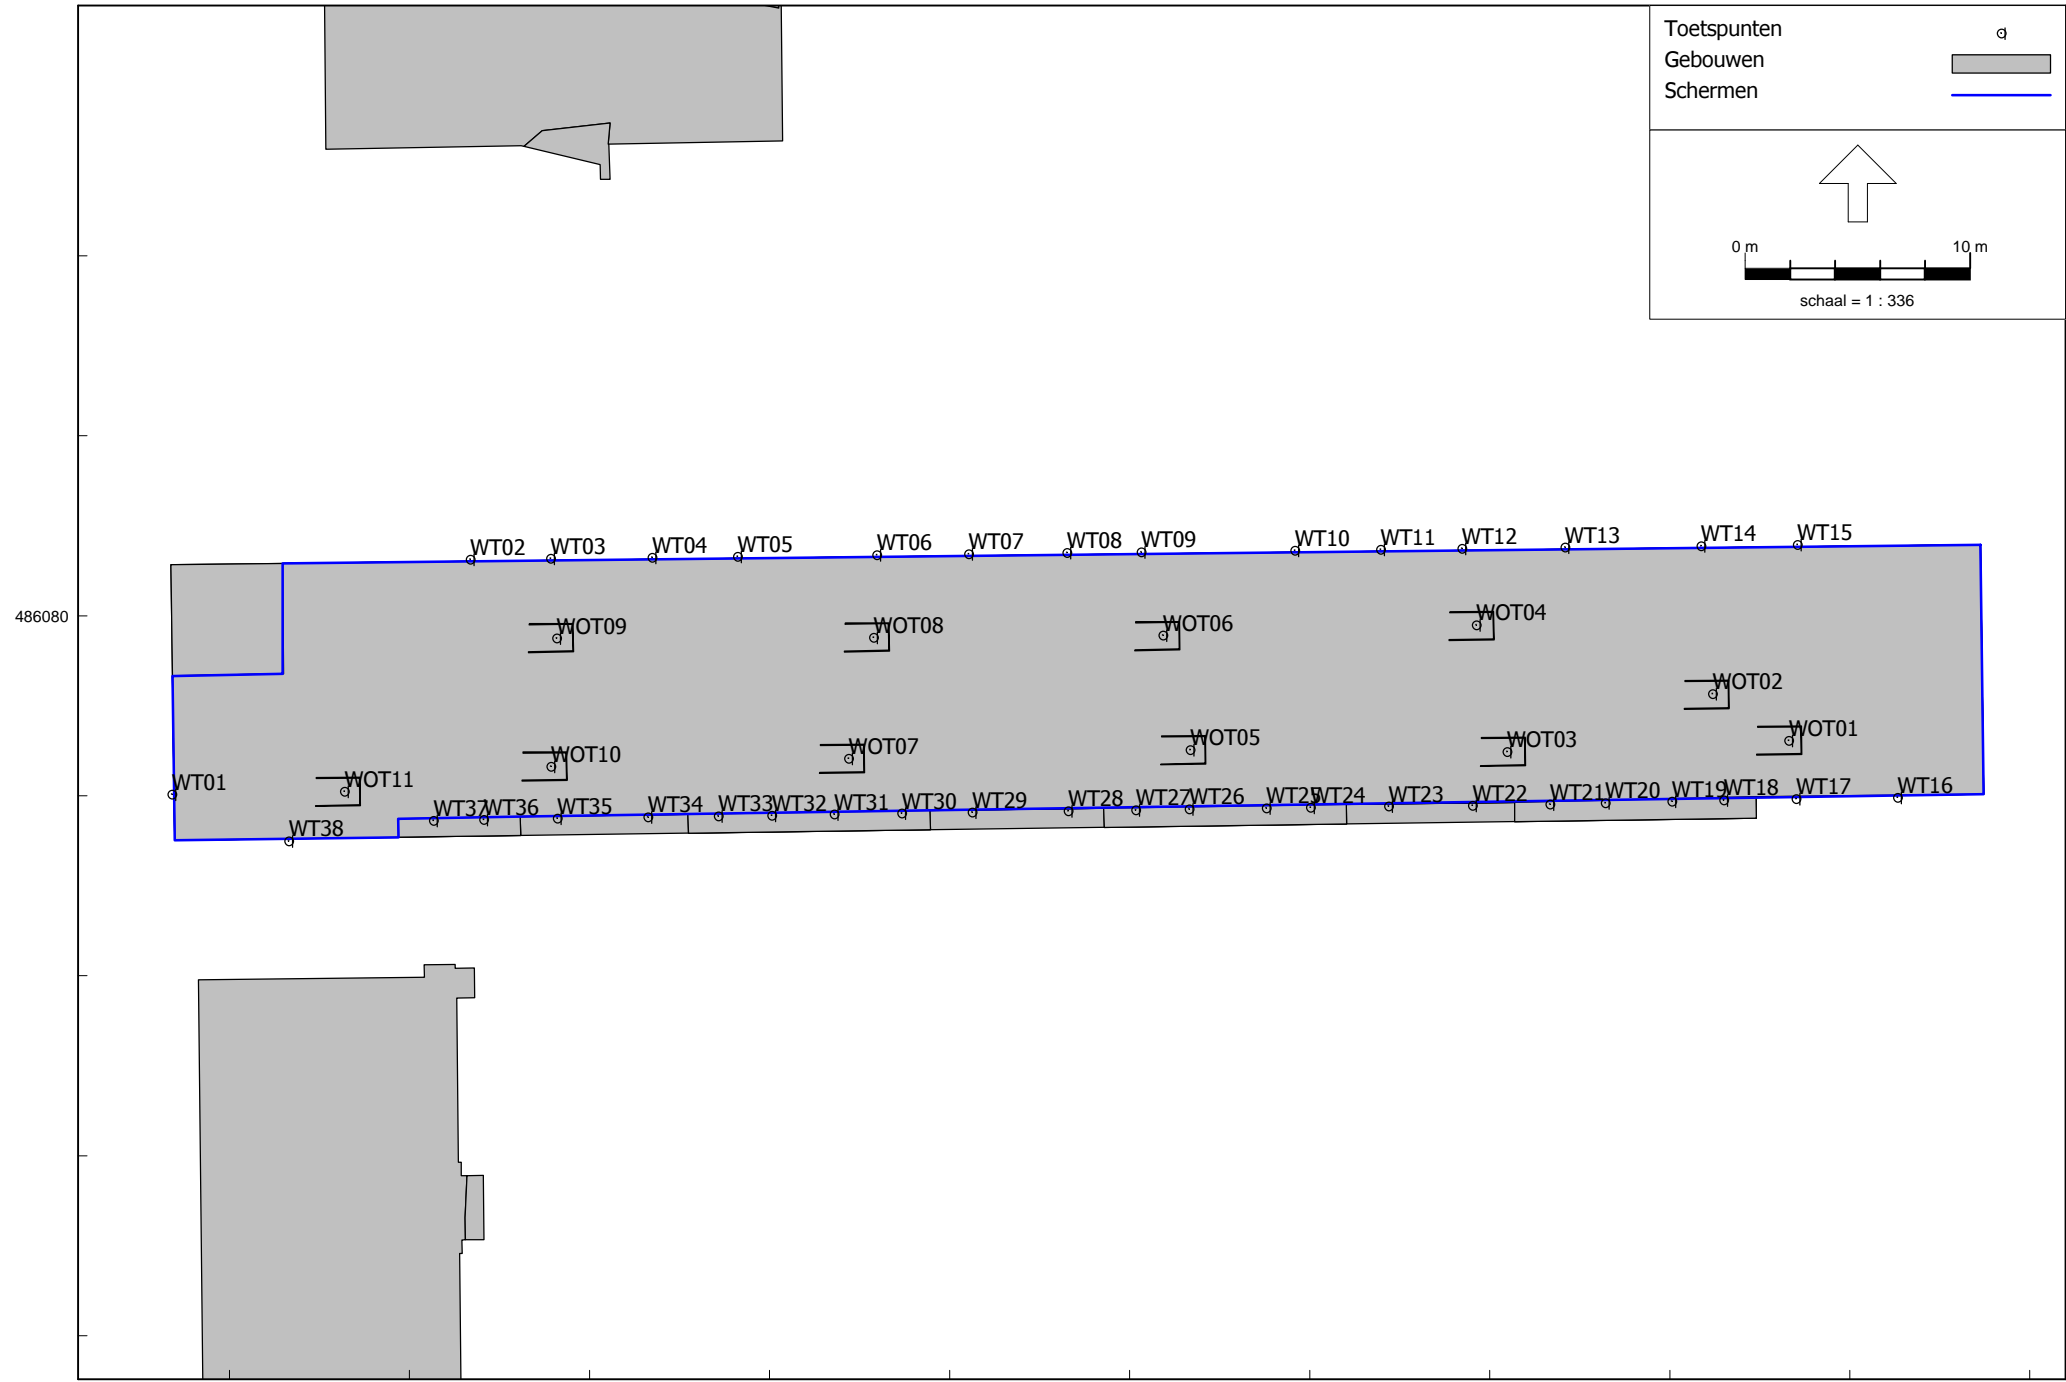 Toetspunten
Gebouwen
Schermen
0 m 10 m
schaal = 1 : 336
WT02 WT03 WT04 WT05 WT06 WT07 WT08 WT09 WT10 WT11 WT12 WT13 WT14 WT15
486080
WOT09 WOT08 WOT06 WOT04
WOT02
WOT10 WOT07 WOT05 WOT03 WOT01
WT01 WOT11
WT38 WT37 WT36 WT35 WT34 WT33 WT32 WT31 WT30 WT29 WT28 WT27 WT26 WT25 WT24 WT23 WT22 WT21 WT20 WT19 WT18 WT17 WT16